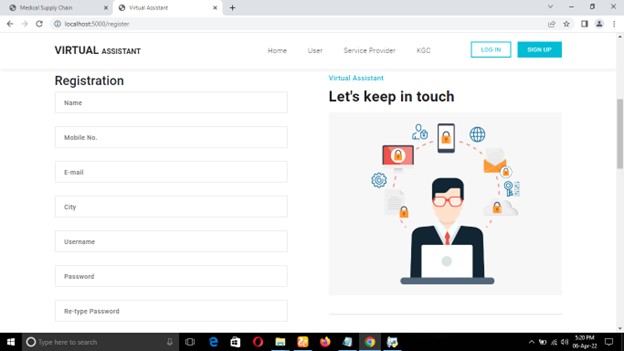 Medical Supply Chain
Virtual Assistant
localhost:5000/register
VIRTUAL ASSISTANT
Home
User
Service Provider
KGC
LOG IN
SIGN UP
Registration
Name
Mobile No.
E-mail
City
Username
Password
Re-type Password
Virtual Assistant
Let's keep in touch
Type here to search
5:20 PM
06-Apr-22